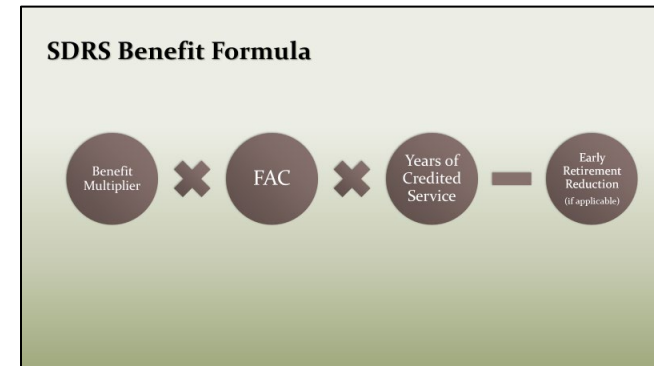 SDRS Benefit Formula
Benefit
Multiplier
FAC
Years of
Credited
Service
Early
Retirement
Reduction
(if applicable)